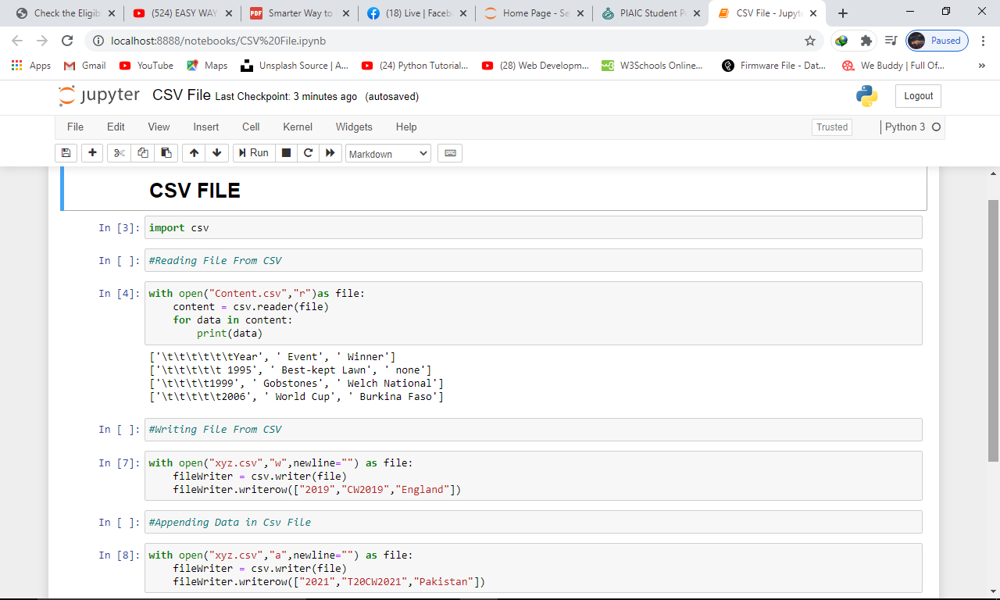 Check the Eligib
(524) EASY WAY
PDF Smarter Way to
(18) Live | Faceb
Home Page - Se
PIAIC Student P
CSV File - Jupyt
localhost:8888/notebooks/CSV%20File.ipynb
Paused
Apps
Gmail
YouTube
Maps
Unsplash Source | A...
(24) Python Tutorial...
(28) Web Developm...
W3Schools Online...
Firmware File - Dat...
We Buddy | Full Of...
»
jupyter CSV File Last Checkpoint: 3 minutes ago (autosaved)
Logout
File Edit View Insert Cell Kernel Widgets Help
Trusted
Python 3
Run
Markdown
CSV FILE
In [3]: import csv
In [ ]: #Reading File From CSV
In [4]: with open("Content.csv","r")as file:
content = csv.reader(file)
for data in content:
print(data)
['\t\t\t\t\t\tYear', ' Event', ' Winner']
['\t\t\t\t\t 1995', ' Best-kept Lawn', ' none']
['\t\t\t\t1999', ' Gobstones', ' Welch National']
['\t\t\t\t\t2006', ' World Cup', ' Burkina Faso']
In [ ]: #Writing File From CSV
In [7]: with open("xyz.csv","w",newline="") as file:
fileWriter = csv.writer(file)
fileWriter.writerow(["2019","CW2019","England"])
In [ ]: #Appending Data in Csv File
In [8]: with open("xyz.csv","a",newline="") as file:
fileWriter = csv.writer(file)
fileWriter.writerow(["2021","T20CW2021","Pakistan"])